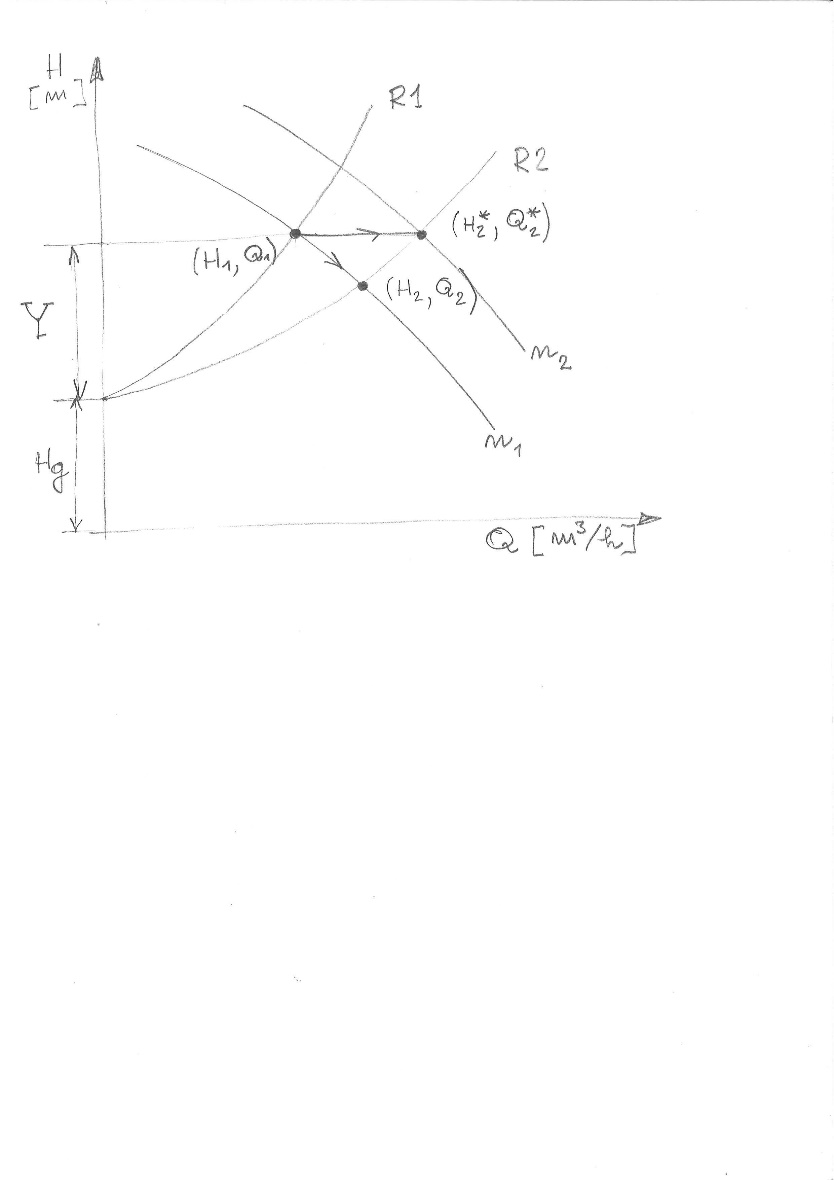 H
[m]
R1
R2
(H₂*, Q₂*)
(H₁, Q₁)
(H₂, Q₂)
Y
n₂
Hg
n₁
Q [m³/h]